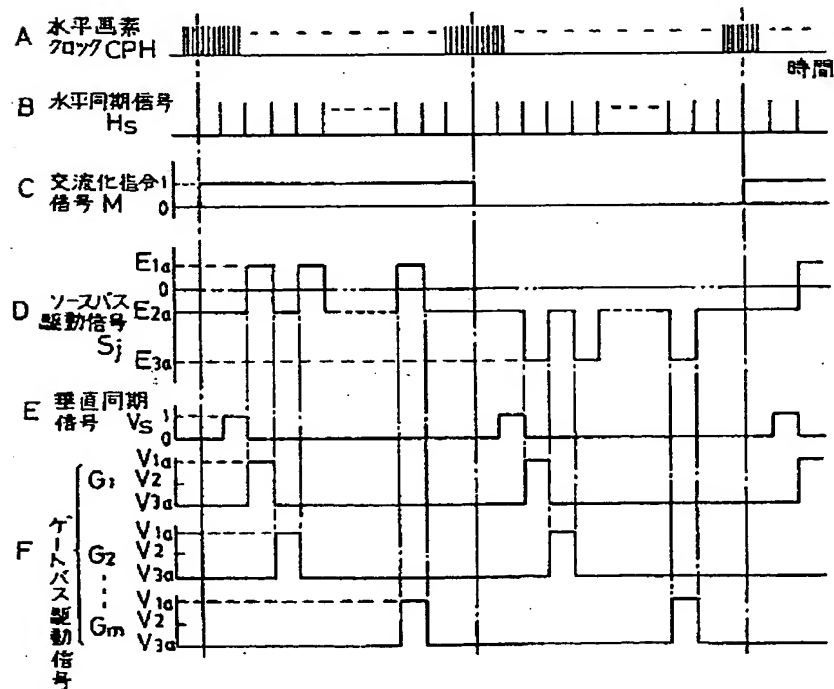 A 水平画素
クロックCPH
時間
B 水平同期信号
Hs
C 交流化指令
信号 M
1
0
D ソースバス
駆動信号
Sj
E1a
0
E2a
E3a
E 垂直同期
信号 Vs
1
0
F ゲートバス駆動信号
G1
V1a
V2
V3a
G2
V1a
V2
V3a
Gm
V1a
V2
V3a